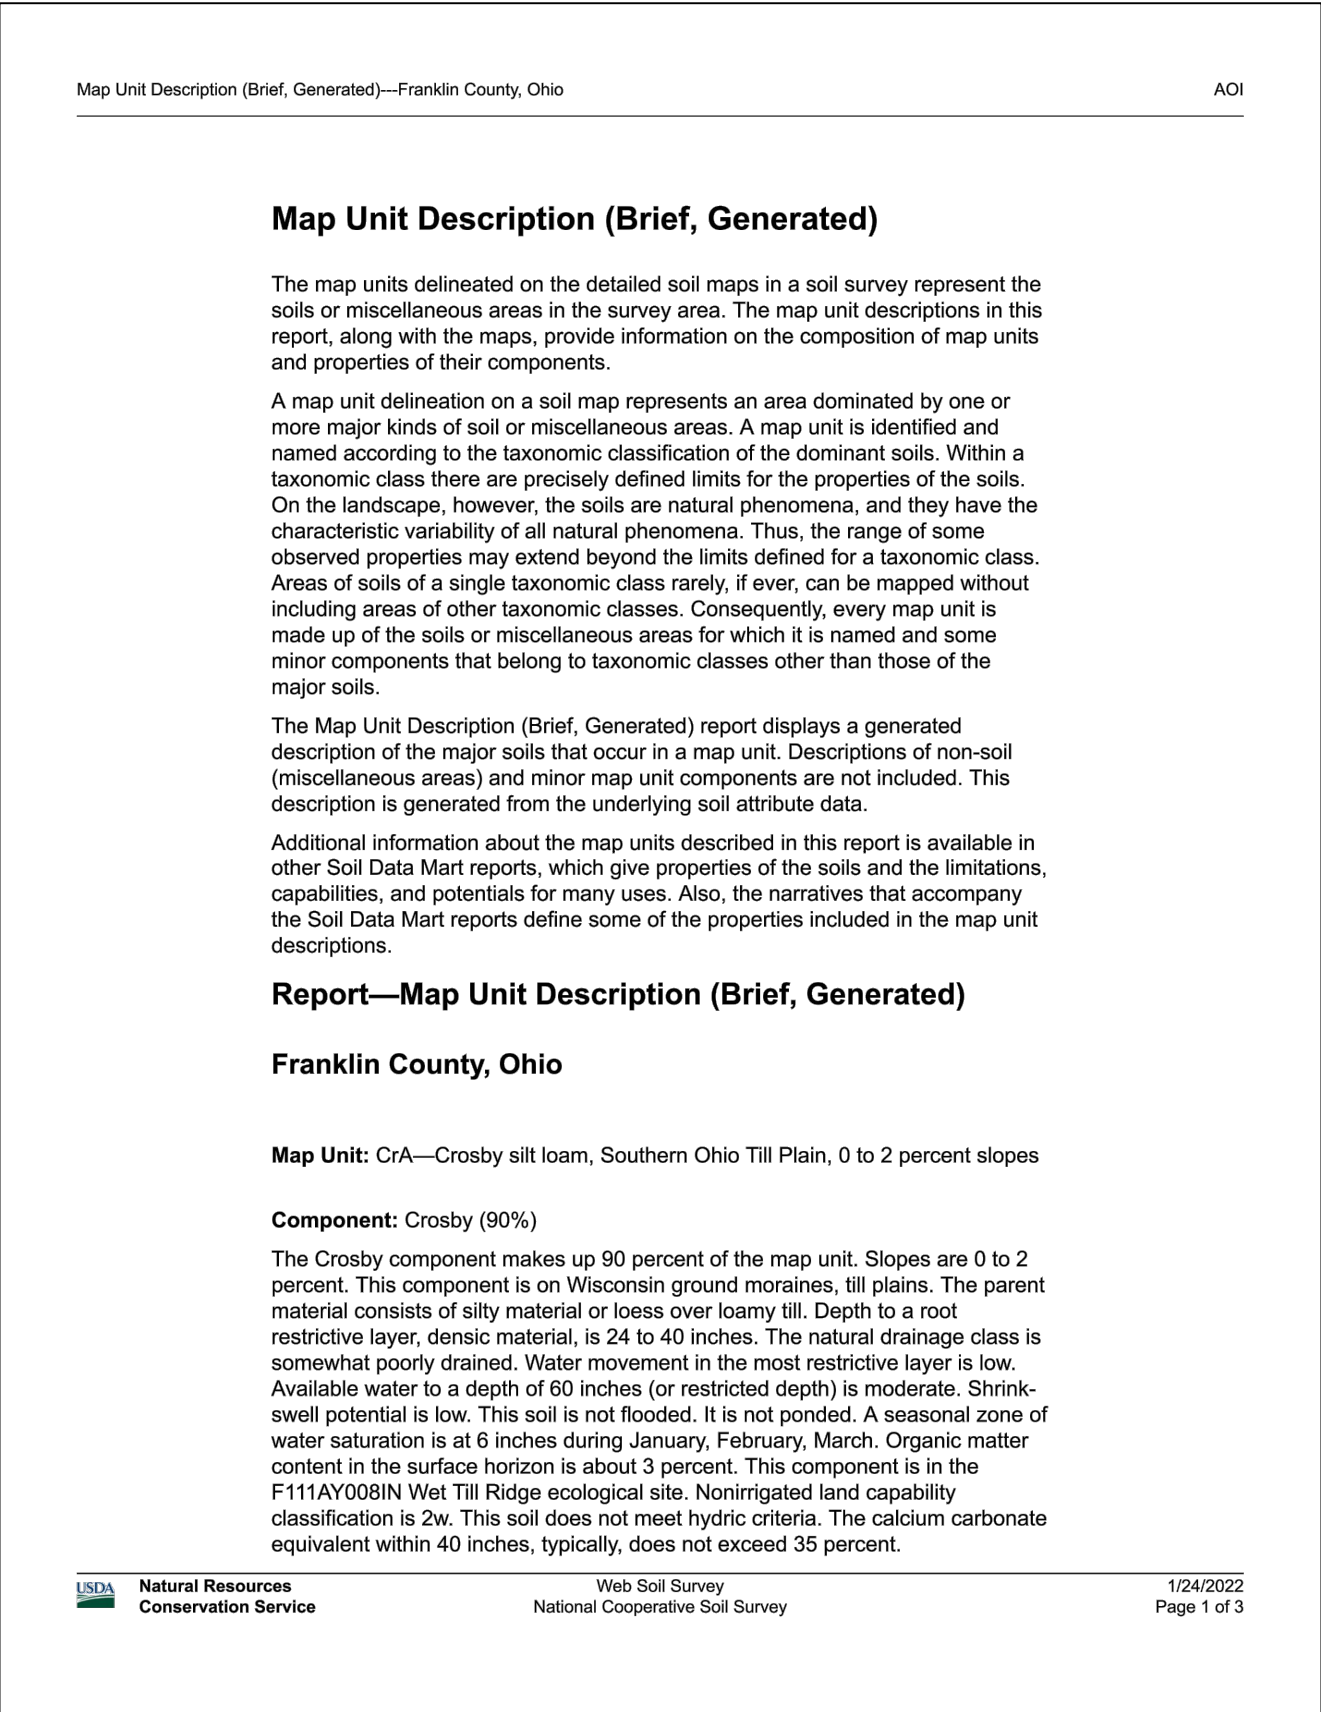 Map Unit Description (Brief, Generated)---Franklin County, Ohio
AOI
Map Unit Description (Brief, Generated)
The map units delineated on the detailed soil maps in a soil survey represent the
soils or miscellaneous areas in the survey area. The map unit descriptions in this
report, along with the maps, provide information on the composition of map units
and properties of their components.
A map unit delineation on a soil map represents an area dominated by one or
more major kinds of soil or miscellaneous areas. A map unit is identified and
named according to the taxonomic classification of the dominant soils. Within a
taxonomic class there are precisely defined limits for the properties of the soils.
On the landscape, however, the soils are natural phenomena, and they have the
characteristic variability of all natural phenomena. Thus, the range of some
observed properties may extend beyond the limits defined for a taxonomic class.
Areas of soils of a single taxonomic class rarely, if ever, can be mapped without
including areas of other taxonomic classes. Consequently, every map unit is
made up of the soils or miscellaneous areas for which it is named and some
minor components that belong to taxonomic classes other than those of the
major soils.
The Map Unit Description (Brief, Generated) report displays a generated
description of the major soils that occur in a map unit. Descriptions of non-soil
(miscellaneous areas) and minor map unit components are not included. This
description is generated from the underlying soil attribute data.
Additional information about the map units described in this report is available in
other Soil Data Mart reports, which give properties of the soils and the limitations,
capabilities, and potentials for many uses. Also, the narratives that accompany
the Soil Data Mart reports define some of the properties included in the map unit
descriptions.
Report—Map Unit Description (Brief, Generated)
Franklin County, Ohio
Map Unit: CrA—Crosby silt loam, Southern Ohio Till Plain, 0 to 2 percent slopes
Component: Crosby (90%)
The Crosby component makes up 90 percent of the map unit. Slopes are 0 to 2
percent. This component is on Wisconsin ground moraines, till plains. The parent
material consists of silty material or loess over loamy till. Depth to a root
restrictive layer, densic material, is 24 to 40 inches. The natural drainage class is
somewhat poorly drained. Water movement in the most restrictive layer is low.
Available water to a depth of 60 inches (or restricted depth) is moderate. Shrink-
swell potential is low. This soil is not flooded. It is not ponded. A seasonal zone of
water saturation is at 6 inches during January, February, March. Organic matter
content in the surface horizon is about 3 percent. This component is in the
F111AY008IN Wet Till Ridge ecological site. Nonirrigated land capability
classification is 2w. This soil does not meet hydric criteria. The calcium carbonate
equivalent within 40 inches, typically, does not exceed 35 percent.
USDA
Natural Resources
Conservation Service
Web Soil Survey
National Cooperative Soil Survey
1/24/2022
Page 1 of 3